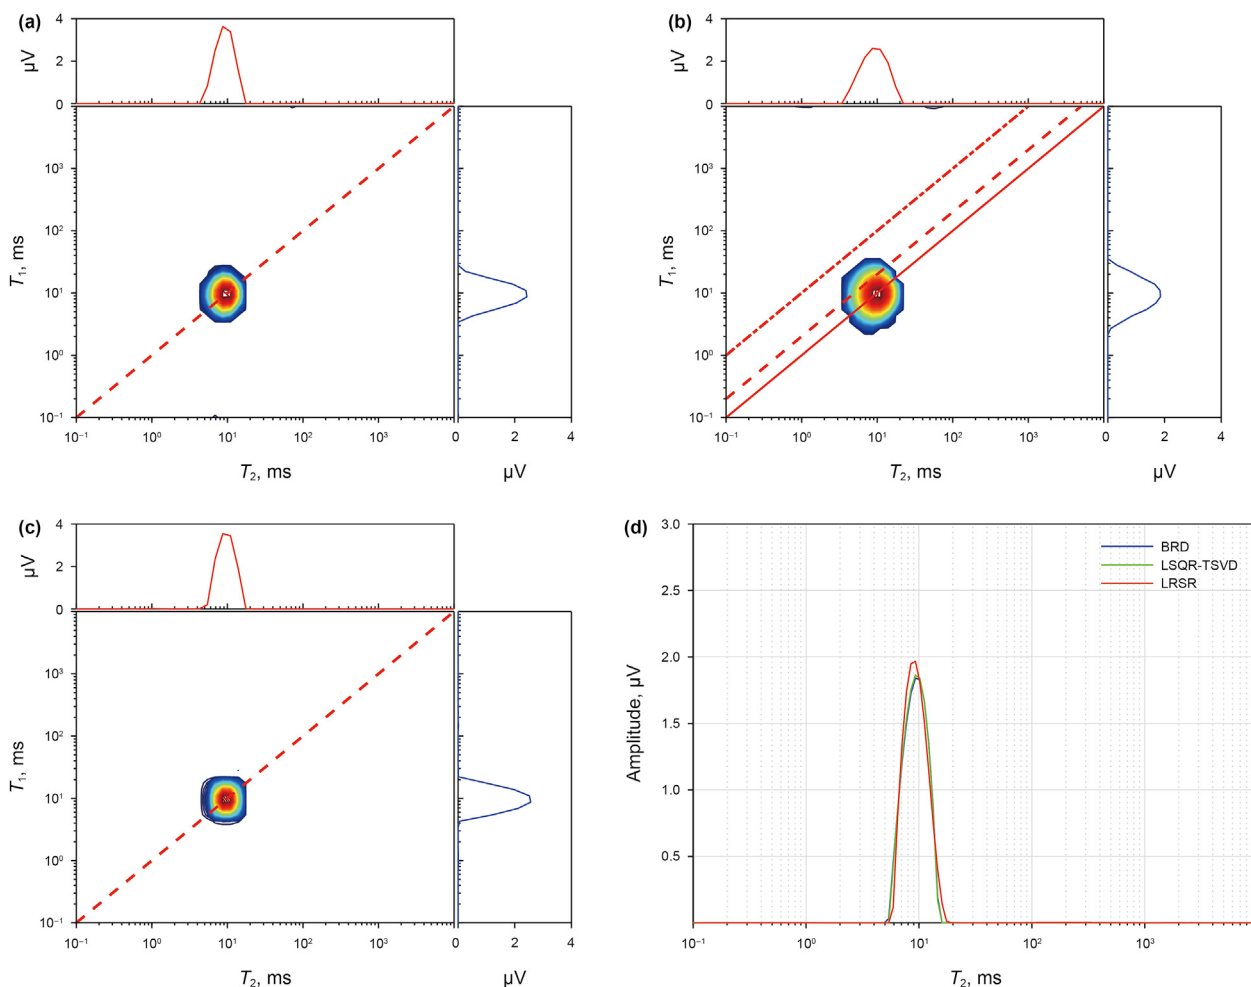 (a)
4
2
0
μV
10³
10²
10¹
10⁰
10⁻¹
T₁, ms
10⁻¹ 10⁰ 10¹ 10² 10³
0 2 4
T₂, ms
μV
(b)
4
2
0
μV
10³
10²
10¹
10⁰
10⁻¹
T₁, ms
10⁻¹ 10⁰ 10¹ 10² 10³
0 2 4
T₂, ms
μV
(c)
4
2
0
μV
10³
10²
10¹
10⁰
10⁻¹
T₁, ms
10⁻¹ 10⁰ 10¹ 10² 10³
0 2 4
T₂, ms
μV
(d)
3.0
2.5
2.0
1.5
1.0
0.5
Amplitude, μV
BRD
LSQR-TSVD
LRSR
10⁻¹ 10⁰ 10¹ 10² 10³
T₂, ms